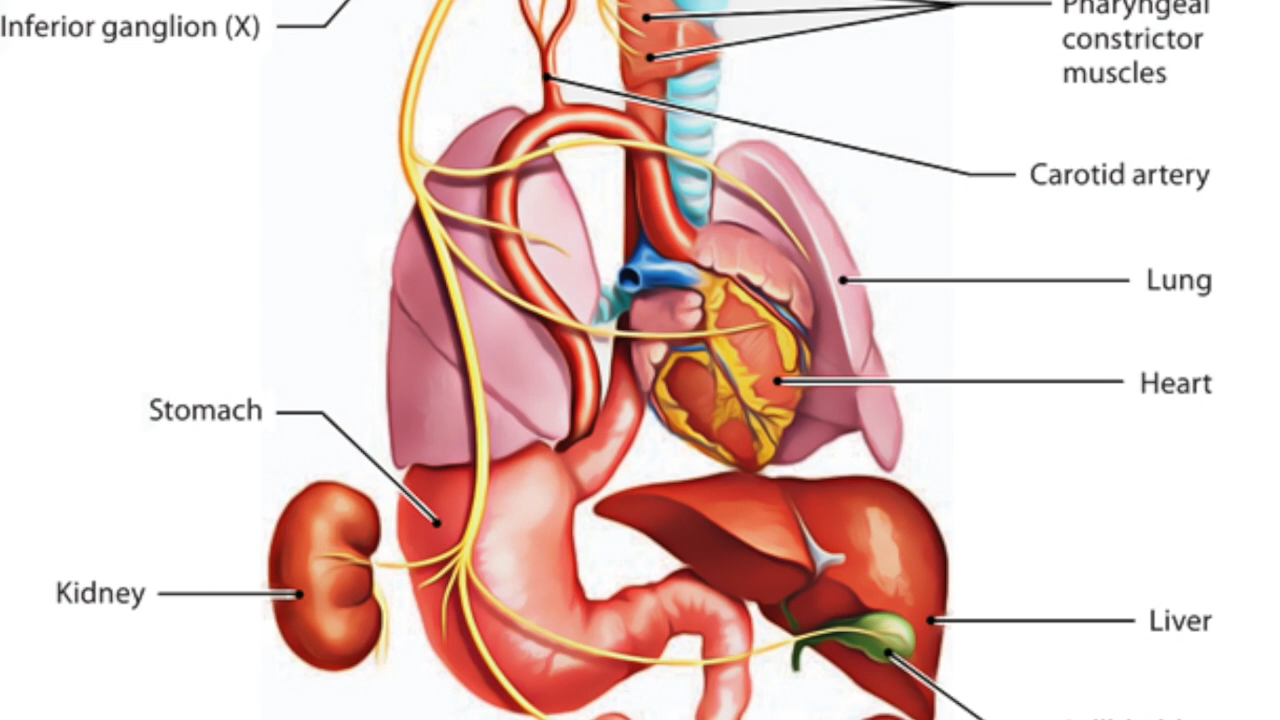 Inferior ganglion (X)
Pharyngeal
constrictor
muscles
Carotid artery
Lung
Heart
Stomach
Kidney
Liver